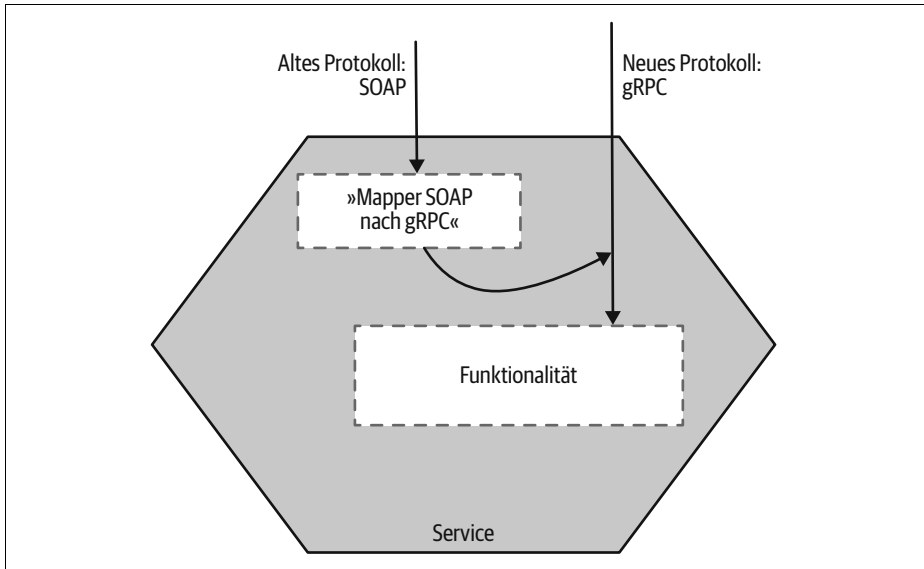 Altes Protokoll:
SOAP
Neues Protokoll:
gRPC
»Mapper SOAP
nach gRPC«
Funktionalität
Service